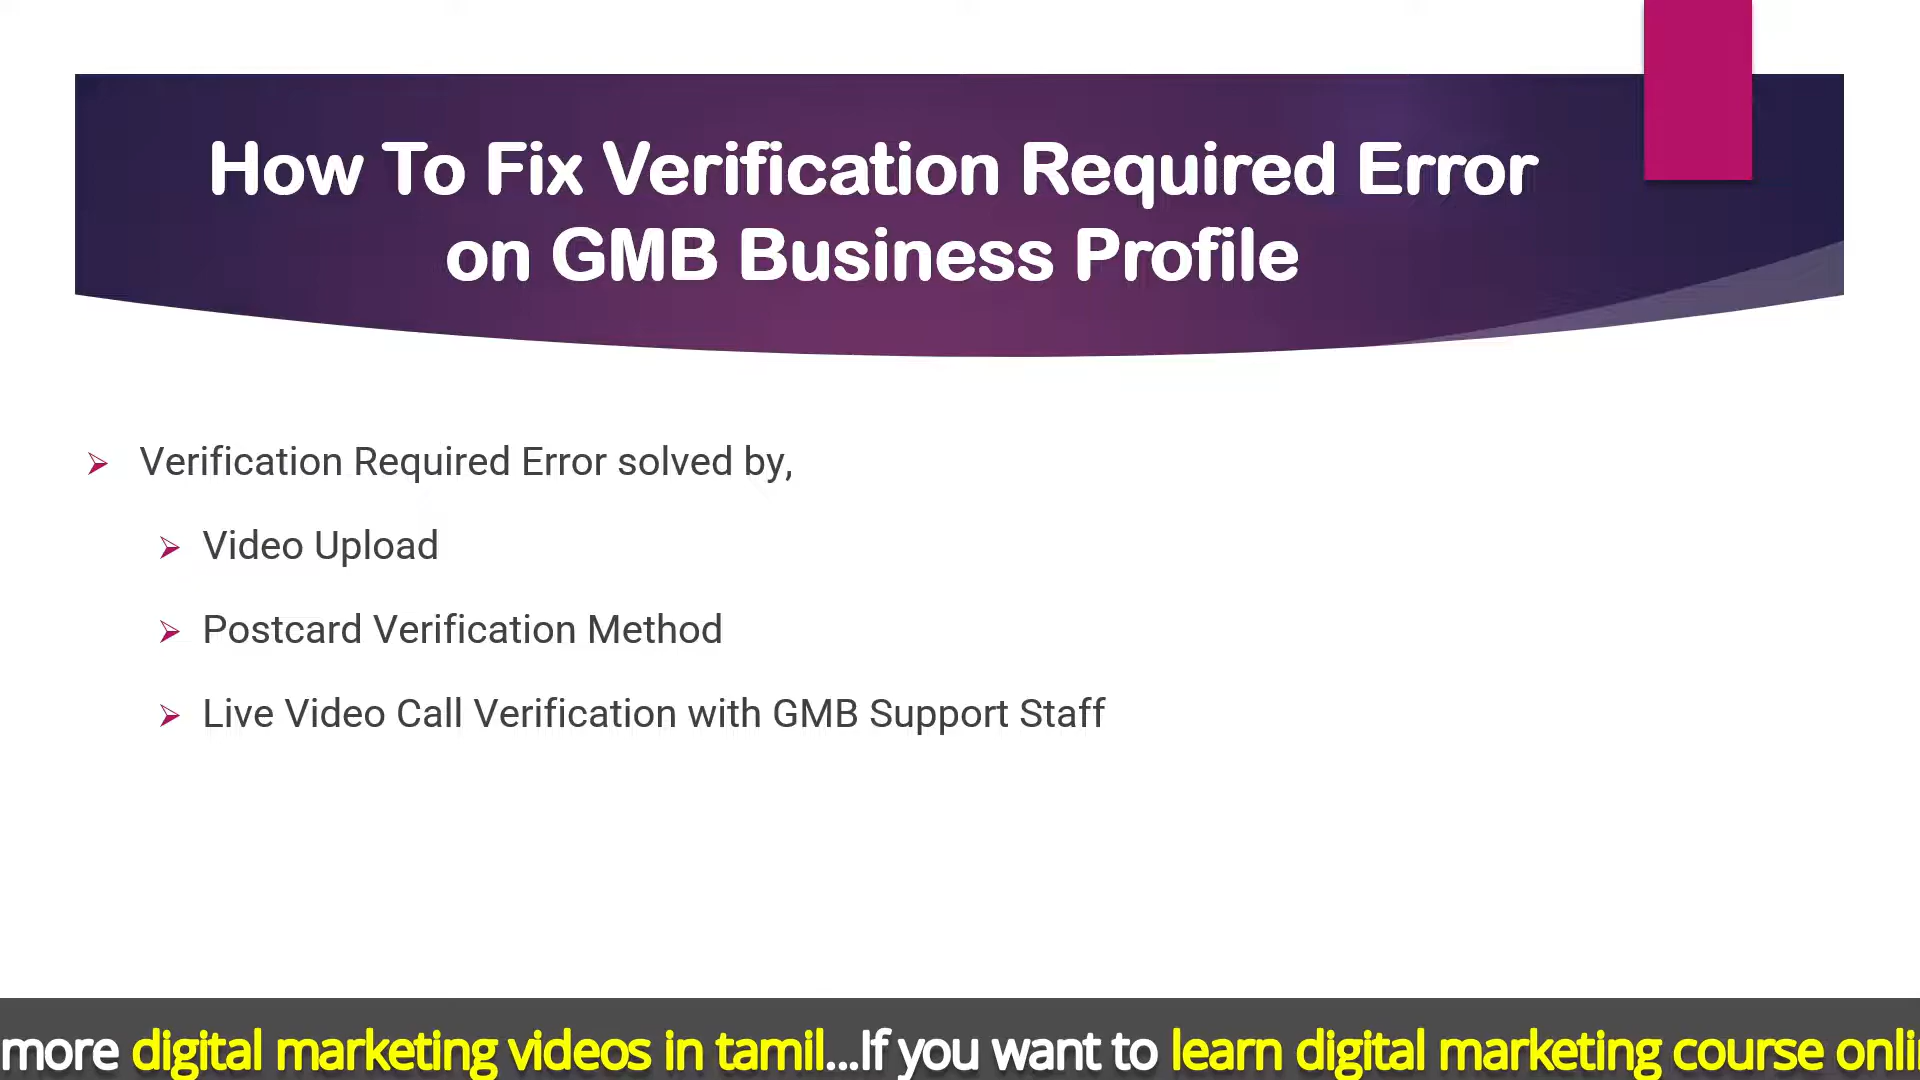 How To Fix Verification Required Error
on GMB Business Profile
Verification Required Error solved by,
Video Upload
Postcard Verification Method
Live Video Call Verification with GMB Support Staff
more digital marketing videos in tamil...If you want to learn digital marketing course